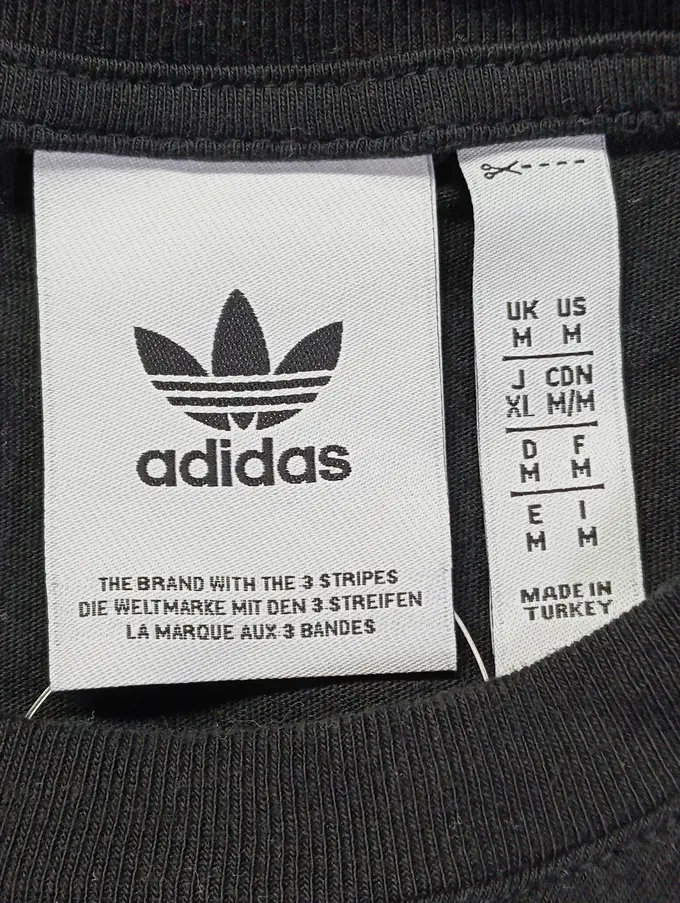 adidas
THE BRAND WITH THE 3 STRIPES
DIE WELTMARKE MIT DEN 3 STREIFEN
LA MARQUE AUX 3 BANDES
UK US
M M
J CDN
XL M/M
D F
M M
E I
M M
MADE IN
TURKEY